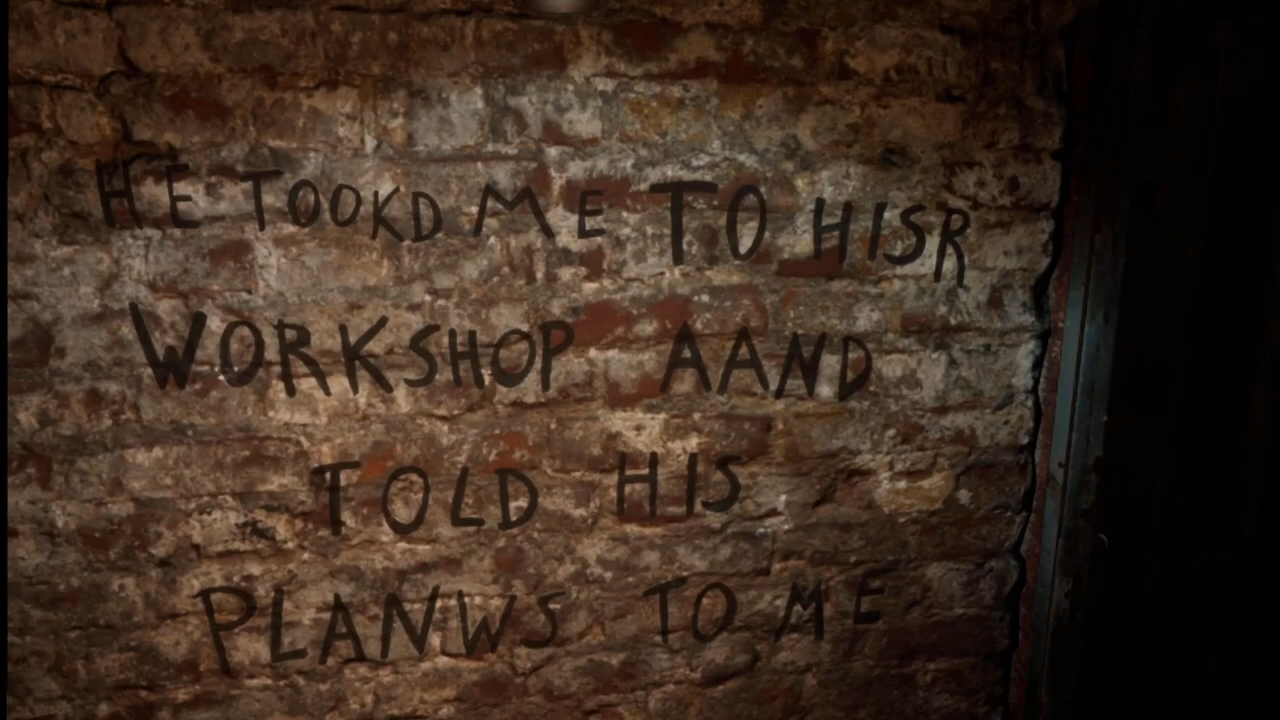 HE TOOKD ME TO HISR
WORKSHOP AAND
TOLD HIS
PLANWS TO ME